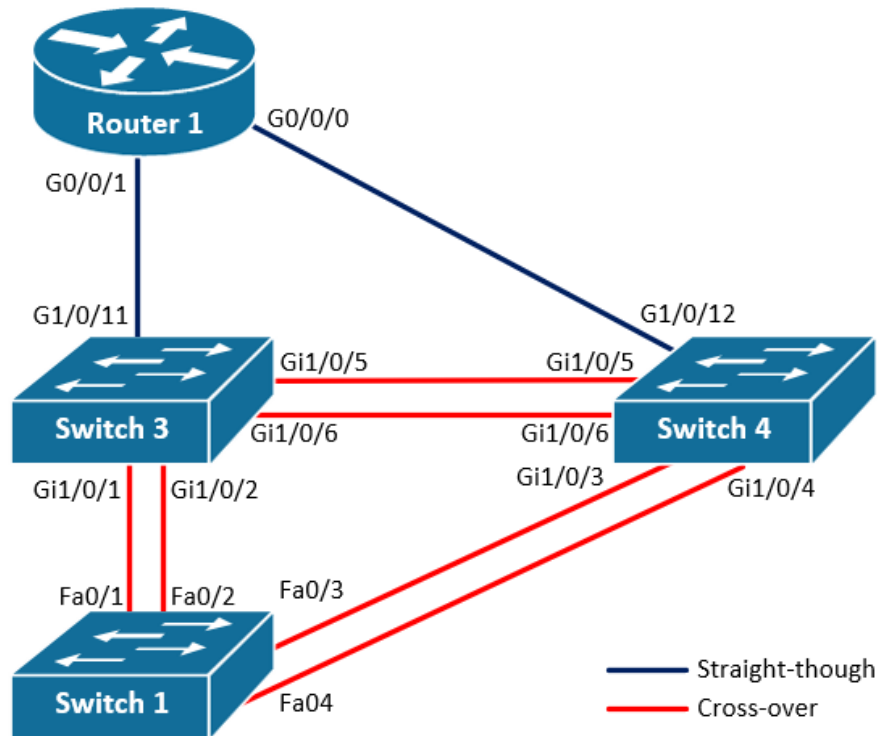 G0/0/0
Router 1
G0/0/1
G1/0/11
G1/0/12
Gi1/0/5
Gi1/0/5
Switch 3
Switch 4
Gi1/0/6
Gi1/0/6
Gi1/0/3
Gi1/0/1
Gi1/0/2
Gi1/0/4
Fa0/1
Fa0/2
Fa0/3
Straight-though
Switch 1
Fa04
Cross-over